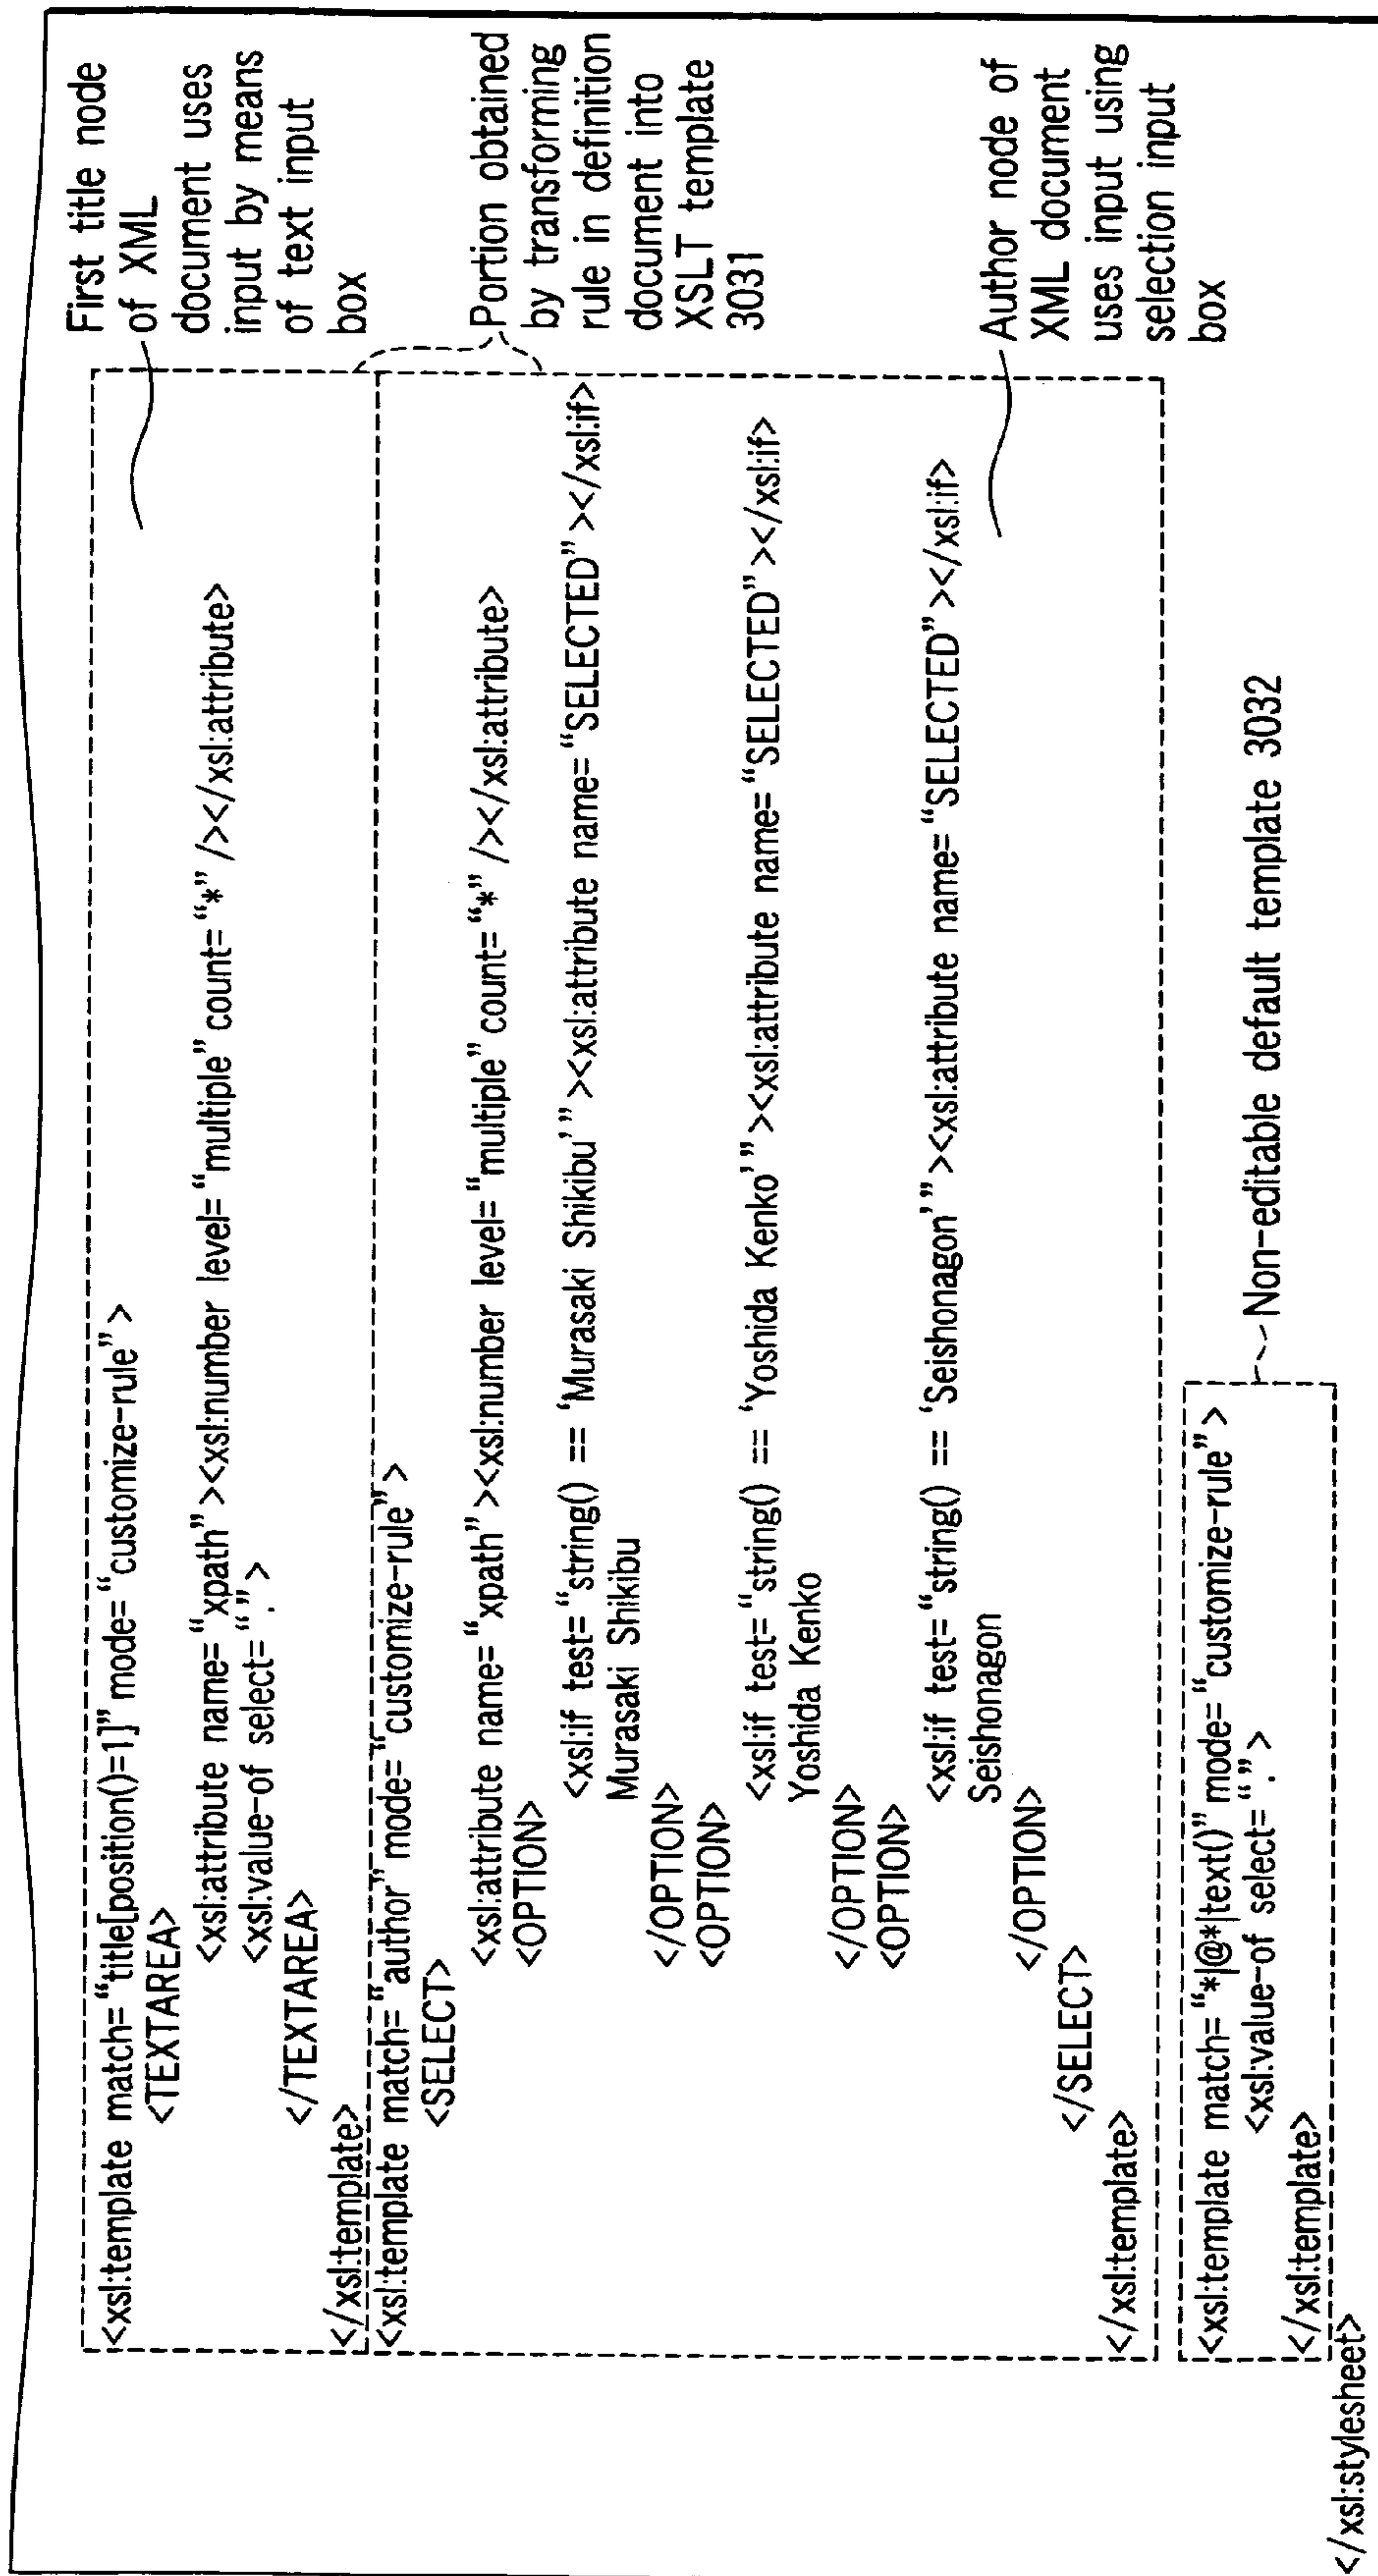 <xsl:template match="title[position()=1]" mode="customize-rule">
<TEXTAREA>
<xsl:attribute name="xpath"><xsl:number level="multiple" count="*" /></xsl:attribute>
<xsl:value-of select=".">
</TEXTAREA>
</xsl:template>
<xsl:template match="author" mode="customize-rule">
<SELECT>
<xsl:attribute name="xpath"><xsl:number level="multiple" count="*" /></xsl:attribute>
<OPTION>
<xsl:if test="string() == 'Murasaki Shikibu'"><xsl:attribute name="SELECTED"></xsl:if>
Murasaki Shikibu
</OPTION>
<OPTION>
<xsl:if test="string() == 'Yoshida Kenko'"><xsl:attribute name="SELECTED"></xsl:if>
Yoshida Kenko
</OPTION>
<OPTION>
<xsl:if test="string() == 'Seishonagon'"><xsl:attribute name="SELECTED"></xsl:if>
Seishonagon
</OPTION>
</SELECT>
</xsl:template>
<xsl:template match="*|@*|text()" mode="customize-rule">
<xsl:value-of select=".">
</xsl:template>
</xsl:stylesheet>
First title node
of XML
document uses
input by means
of text input
box
Portion obtained
by transforming
rule in definition
document into
XSLT template
3031
Author node of
XML document
uses input using
selection input
box
Non-editable default template 3032